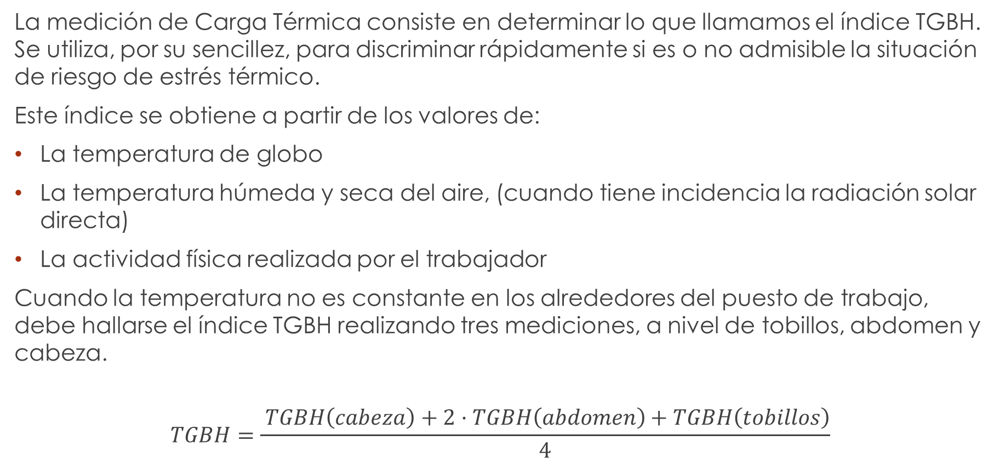 La medición de Carga Térmica consiste en determinar lo que llamamos el índice TGBH.
Se utiliza, por su sencillez, para discriminar rápidamente si es o no admisible la situación
de riesgo de estrés térmico.
Este índice se obtiene a partir de los valores de:
• La temperatura de globo
• La temperatura húmeda y seca del aire, (cuando tiene incidencia la radiación solar
directa)
• La actividad física realizada por el trabajador
Cuando la temperatura no es constante en los alrededores del puesto de trabajo,
debe hallarse el índice TGBH realizando tres mediciones, a nivel de tobillos, abdomen y
cabeza.
TGBH(cabeza) + 2 · TGBH(abdomen) + TGBH(tobillos)
TGBH =
4